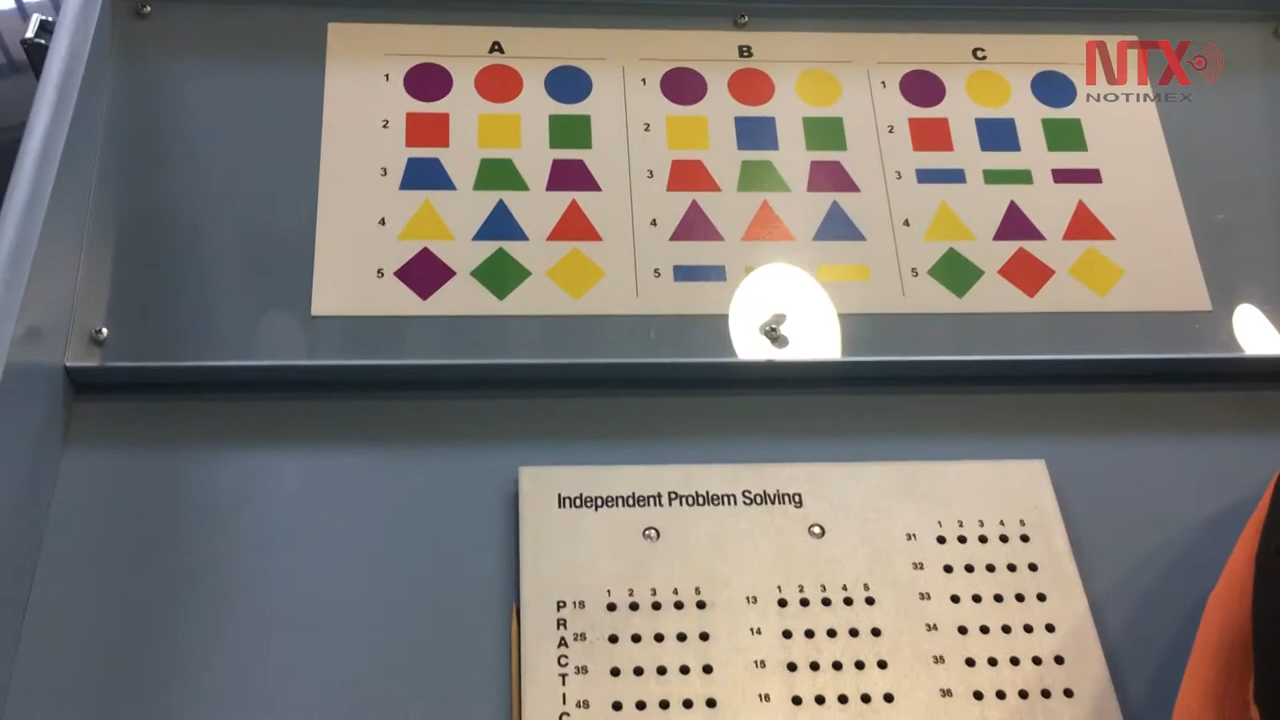 A B C
1 1 1
2 2 2
3 3 3
4 4 4
5 5 5
NTX
NOTIMEX
Independent Problem Solving
1 2 3 4 5
1 2 3 4 5
1 2 3 4 5
PRACTIC
1S 13 31
2S 14 32
3S 15 33
4S 16 34
35
36